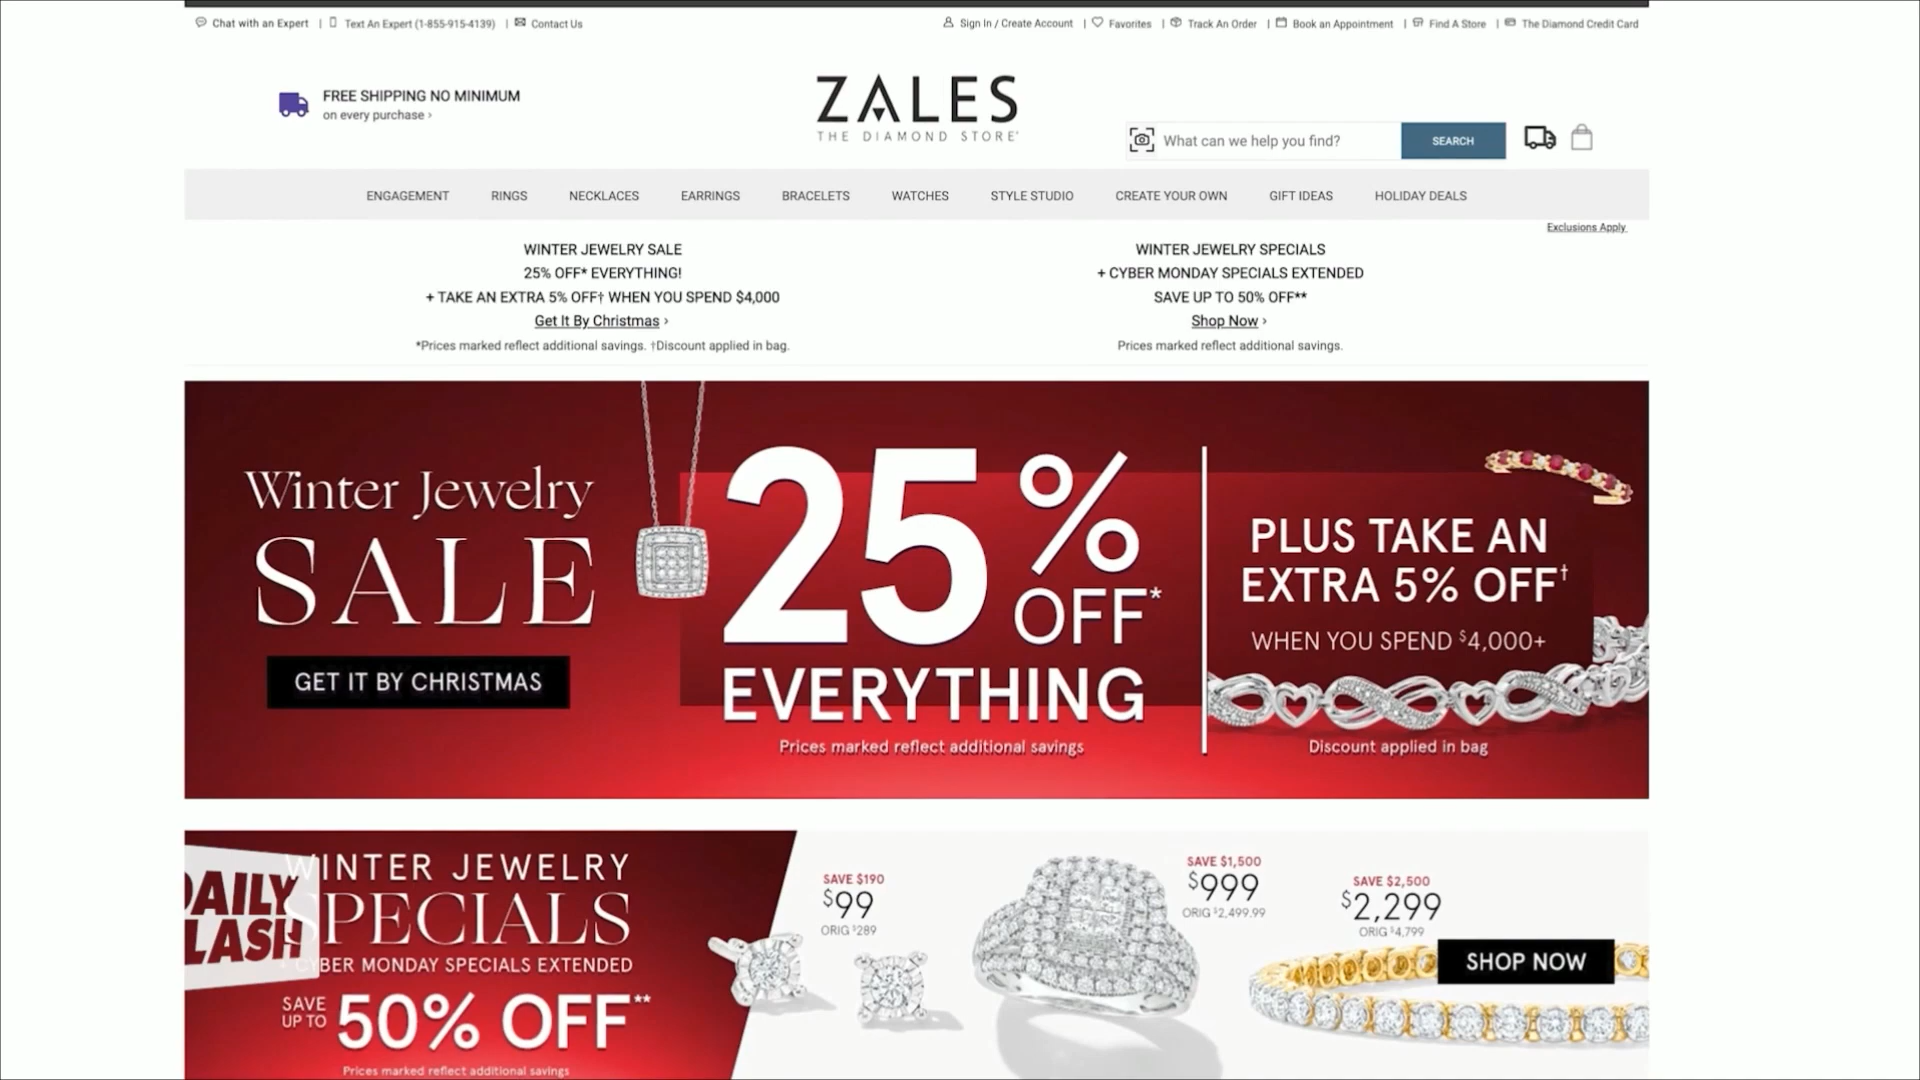 Chat with an Expert | Text An Expert (1-855-915-4139) | Contact Us
Sign In / Create Account | Favorites | Track An Order | Book an Appointment | Find A Store | The Diamond Credit Card
FREE SHIPPING NO MINIMUM
on every purchase ›
ZALES
THE DIAMOND STORE
What can we help you find?
SEARCH
ENGAGEMENT RINGS NECKLACES EARRINGS BRACELETS WATCHES STYLE STUDIO CREATE YOUR OWN GIFT IDEAS HOLIDAY DEALS
Exclusions Apply
WINTER JEWELRY SALE
25% OFF* EVERYTHING!
+ TAKE AN EXTRA 5% OFF† WHEN YOU SPEND $4,000
Get It By Christmas ›
*Prices marked reflect additional savings. †Discount applied in bag.
WINTER JEWELRY SPECIALS
+ CYBER MONDAY SPECIALS EXTENDED
SAVE UP TO 50% OFF**
Shop Now ›
Prices marked reflect additional savings.
Winter Jewelry
SALE
GET IT BY CHRISTMAS
25%
OFF*
EVERYTHING
Prices marked reflect additional savings
PLUS TAKE AN
EXTRA 5% OFF†
WHEN YOU SPEND $4,000+
Discount applied in bag
DAILY
LASH
WINTER JEWELRY
SPECIALS
CYBER MONDAY SPECIALS EXTENDED
SAVE
UP TO
50% OFF**
Prices marked reflect additional savings
SAVE $190
$99
ORIG $289
SAVE $1,500
$999
ORIG $2,499.99
SAVE $2,500
$2,299
ORIG $4,799
SHOP NOW